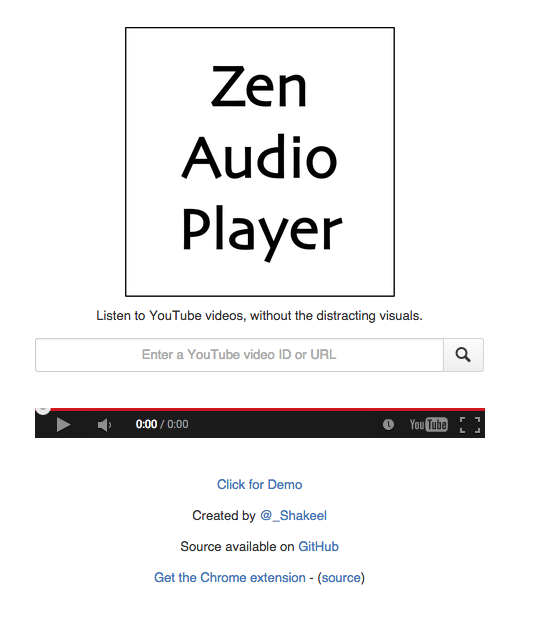 Zen
Audio
Player
Listen to YouTube videos, without the distracting visuals.
Enter a YouTube video ID or URL
0:00 / 0:00
YouTube
Click for Demo
Created by @_Shakeel
Source available on GitHub
Get the Chrome extension - (source)